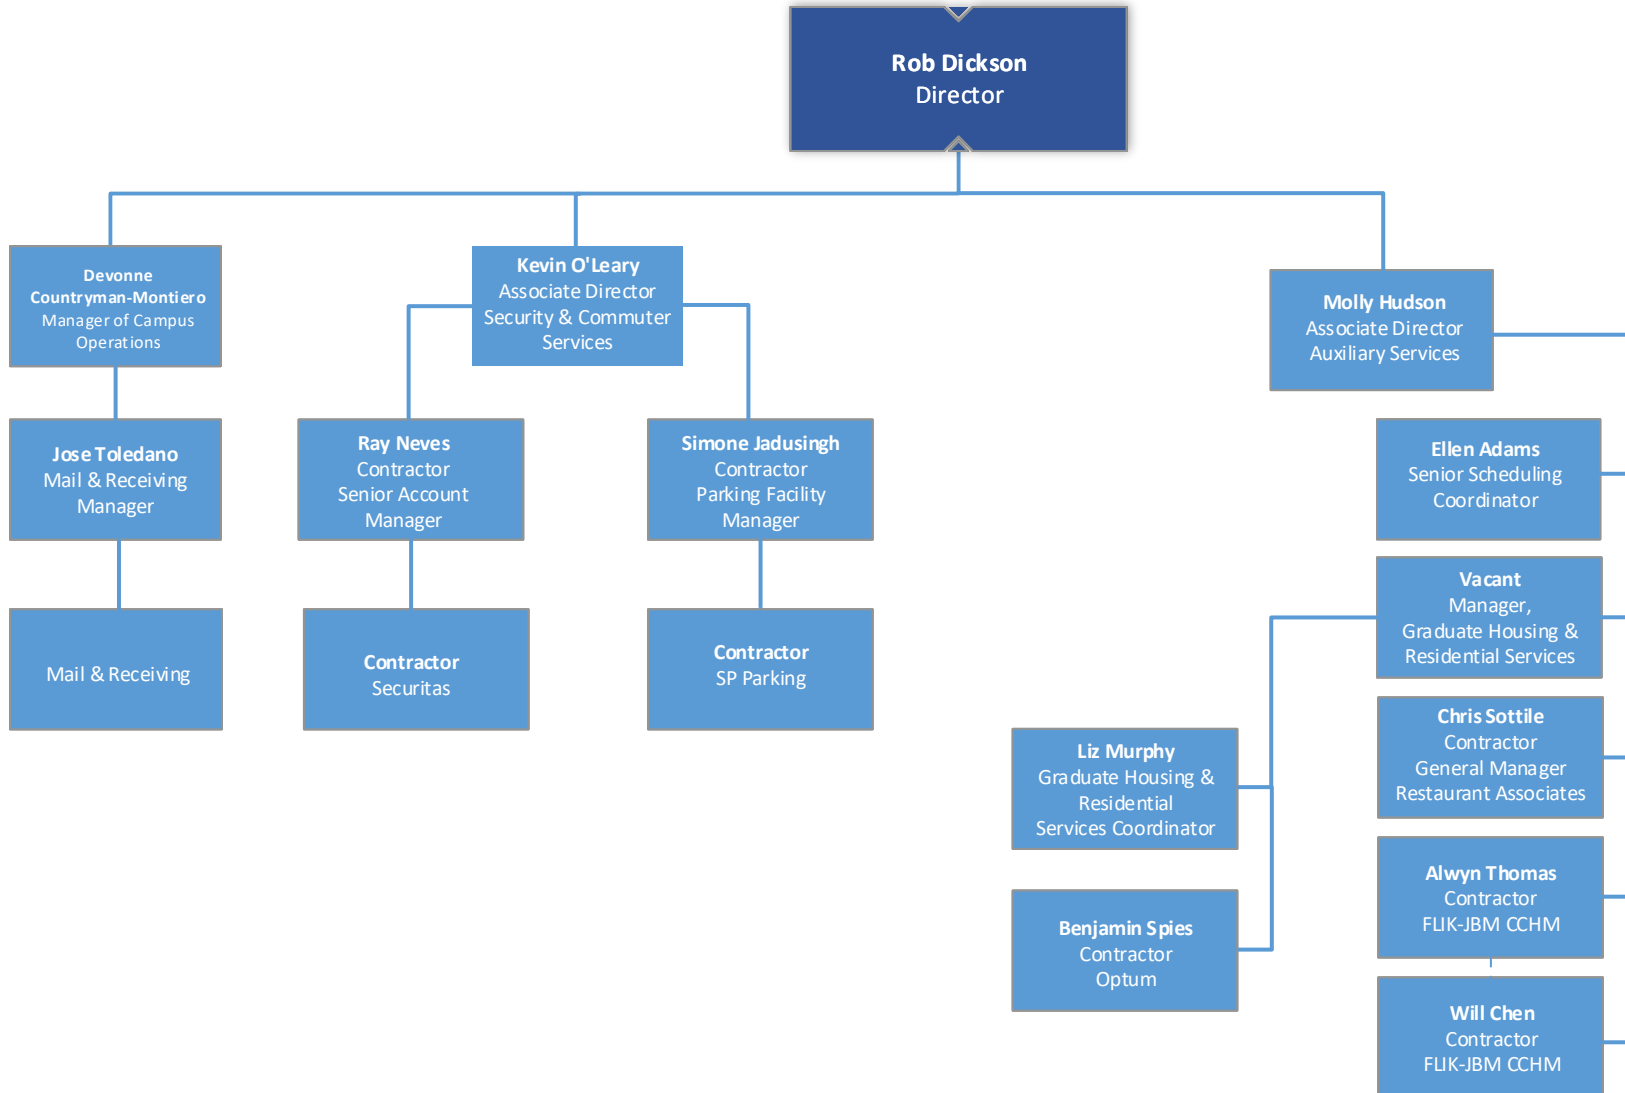 Rob Dickson
Director
Devonne
Countryman-Montiero
Manager of Campus
Operations
Kevin O'Leary
Associate Director
Security & Commuter
Services
Molly Hudson
Associate Director
Auxiliary Services
Jose Toledano
Mail & Receiving
Manager
Ray Neves
Contractor
Senior Account
Manager
Simone Jadusingh
Contractor
Parking Facility
Manager
Ellen Adams
Senior Scheduling
Coordinator
Mail & Receiving
Contractor
Securitas
Contractor
SP Parking
Vacant
Manager,
Graduate Housing &
Residential Services
Chris Sottile
Contractor
General Manager
Restaurant Associates
Liz Murphy
Graduate Housing &
Residential
Services Coordinator
Alwyn Thomas
Contractor
FLIK-JBM CCHM
Benjamin Spies
Contractor
Optum
Will Chen
Contractor
FLIK-JBM CCHM